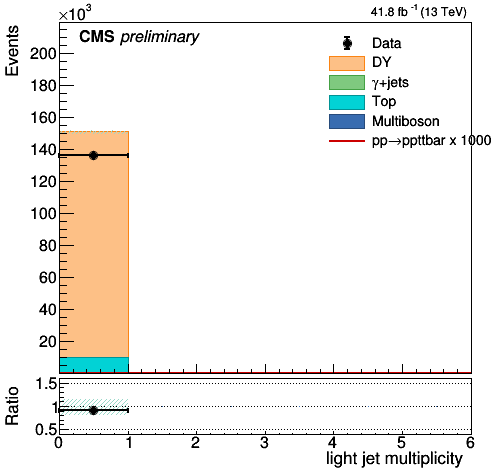 ×10³
41.8 fb⁻¹ (13 TeV)
Events
CMS preliminary
200
180
160
140
120
100
80
60
40
20
Data
DY
γ+jets
Top
Multiboson
pp→ppttbar x 1000
Ratio
1.5
1
0.5
0 1 2 3 4 5 6
light jet multiplicity